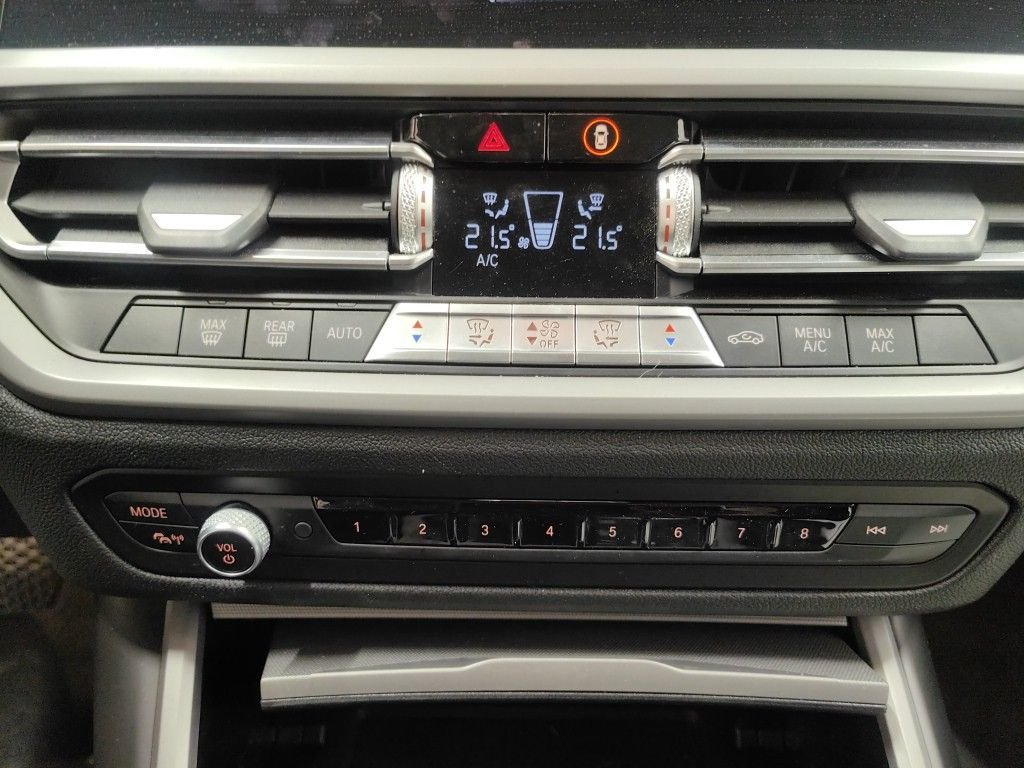 21.5°
21.5°
A/C
MAX
REAR
AUTO
OFF
MENU
A/C
MAX
A/C
MODE
VOL
1 2 3 4 5 6 7 8